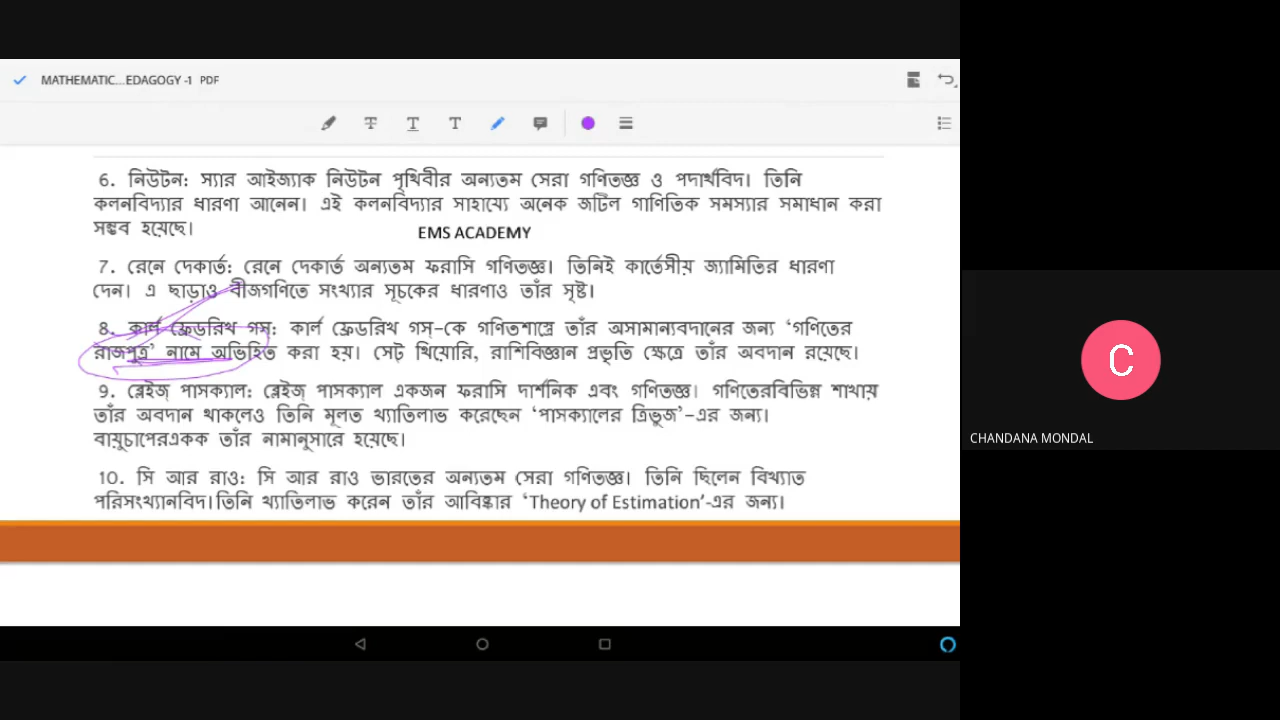 MATHEMATIC...EDAGOGY -1 PDF
T T T
6. নিউটন: স্যার আইজ্যাক নিউটন পৃথিবীর অন্যতম সেরা গণিতজ্ঞ ও পদার্থবিদ। তিনি
কলনবিদ্যার ধারণা আনেন। এই কলনবিদ্যার সাহায্যে অনেক জটিল গাণিতিক সমস্যার সমাধান করা
সম্ভব হয়েছে।
EMS ACADEMY
7. রেনে দেকার্ত: রেনে দেকার্ত অন্যতম ফরাসি গণিতজ্ঞ। তিনিই কার্তেসীয় জ্যামিতির ধারণা
দেন। এ ছাড়াও বীজগণিতে সংখ্যার সূচকের ধারণাও তাঁর সৃষ্ট।
8. কার্ল ফ্রেডরিখ গস্: কার্ল ফ্রেডরিখ গস্-কে গণিতশাস্ত্রে তাঁর অসামান্যবদানের জন্য ‘গণিতের
রাজপুত্র’ নামে অভিহিত করা হয়। সেট্ থিয়োরি, রাশিবিজ্ঞান প্রভৃতি ক্ষেত্রে তাঁর অবদান রয়েছে।
9. ব্লেইজ্ পাসক্যাল: ব্লেইজ্ পাসক্যাল একজন ফরাসি দার্শনিক এবং গণিতজ্ঞ। গণিতেরবিভিন্ন শাখায়
তাঁর অবদান থাকলেও তিনি মূলত খ্যাতিলাভ করেছেন ‘পাসক্যালের ত্রিভুজ’-এর জন্য।
বায়ুচাপেরএকক তাঁর নামানুসারে হয়েছে।
10. সি আর রাও: সি আর রাও ভারতের অন্যতম সেরা গণিতজ্ঞ। তিনি ছিলেন বিখ্যাত
পরিসংখ্যানবিদ। তিনি খ্যাতিলাভ করেন তাঁর আবিষ্কার ‘Theory of Estimation’-এর জন্য।
C
CHANDANA MONDAL